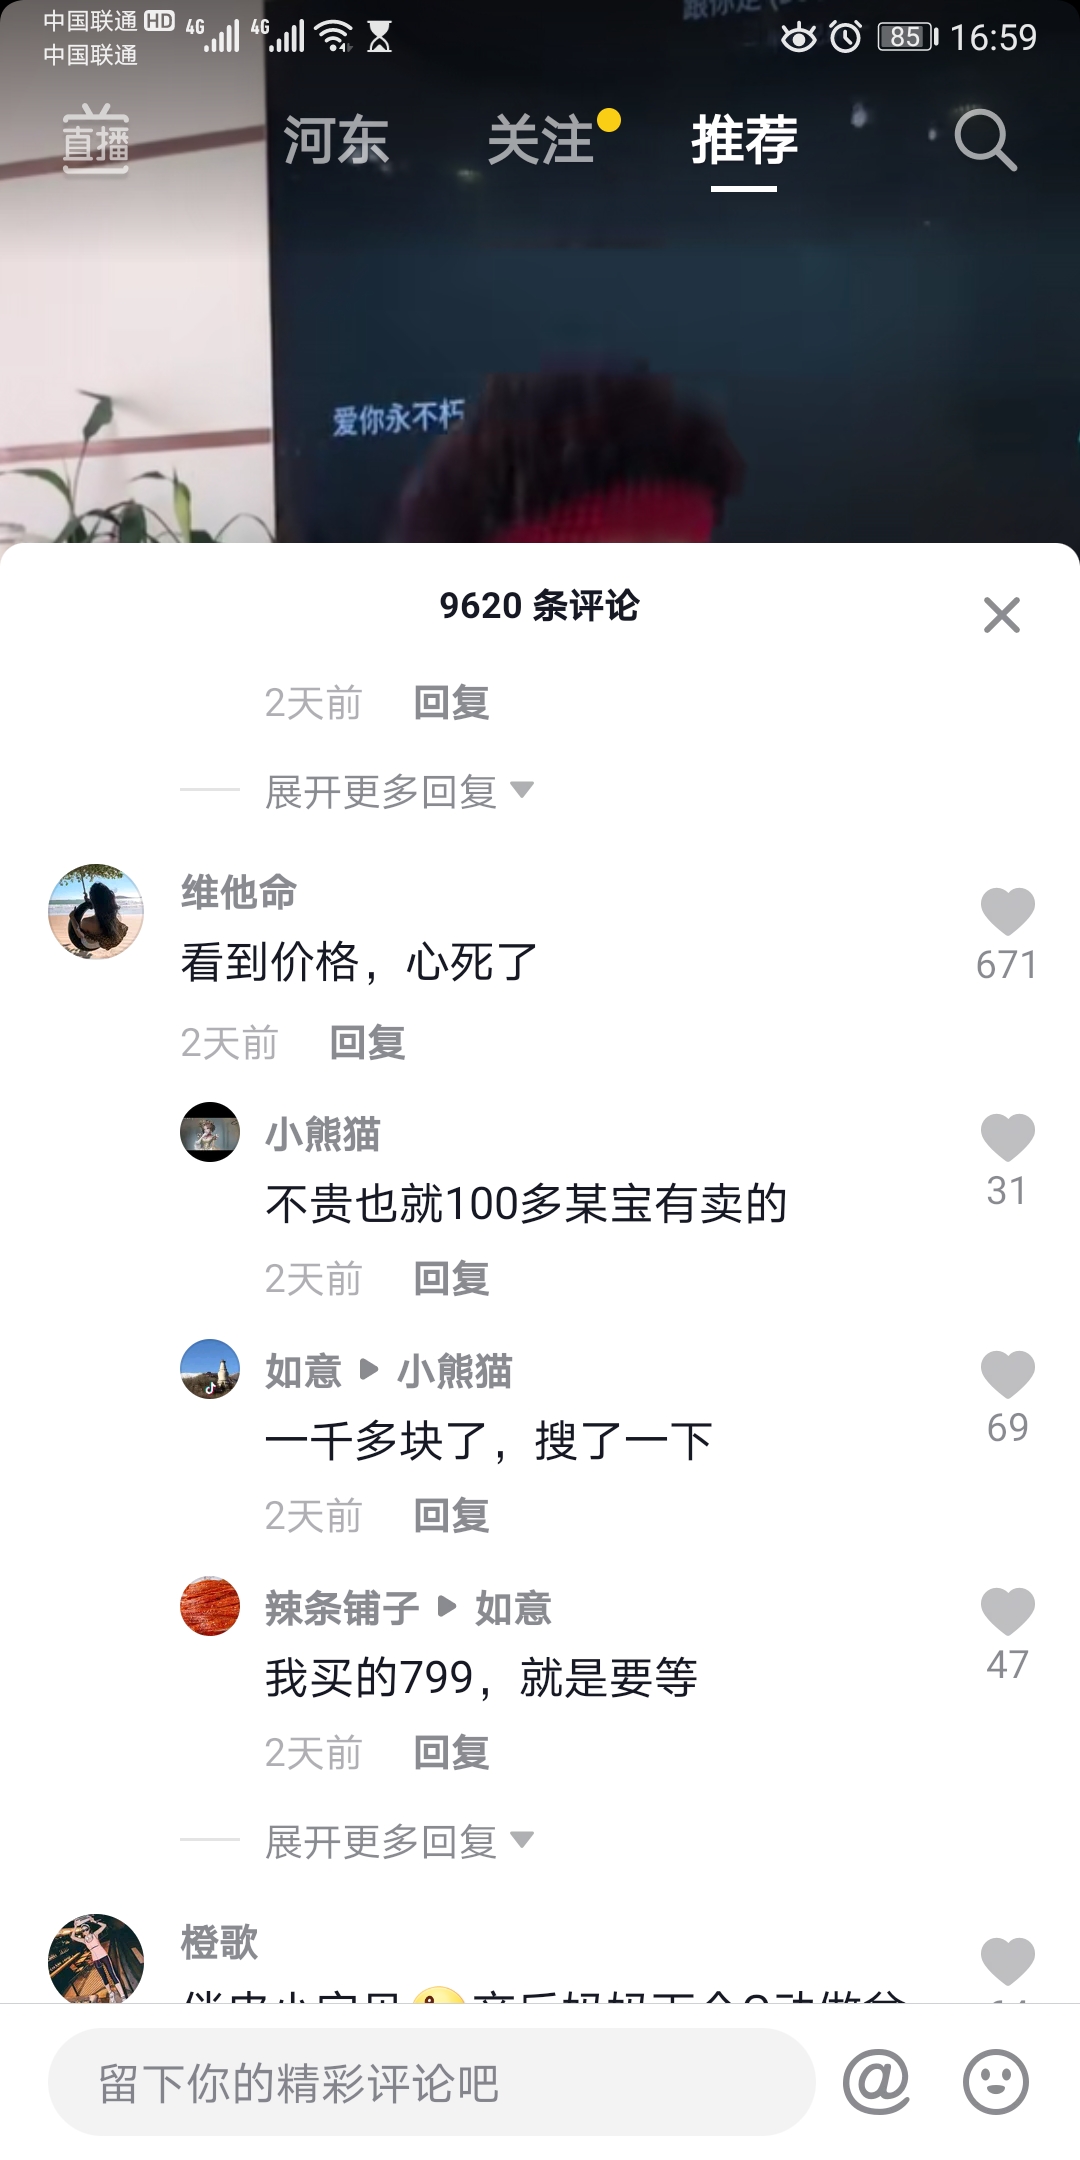 中国联通 HD 4G 4G 85 16:59
中国联通
直播 河东 关注 推荐
爱你永不朽
9620 条评论
2天前 回复
展开更多回复
维他命
看到价格，心死了
671
2天前 回复
小熊猫
不贵也就100多某宝有卖的
31
2天前 回复
如意 ▶ 小熊猫
一千多块了，搜了一下
69
2天前 回复
辣条铺子 ▶ 如意
我买的799，就是要等
47
2天前 回复
展开更多回复
橙歌
留下你的精彩评论吧
@